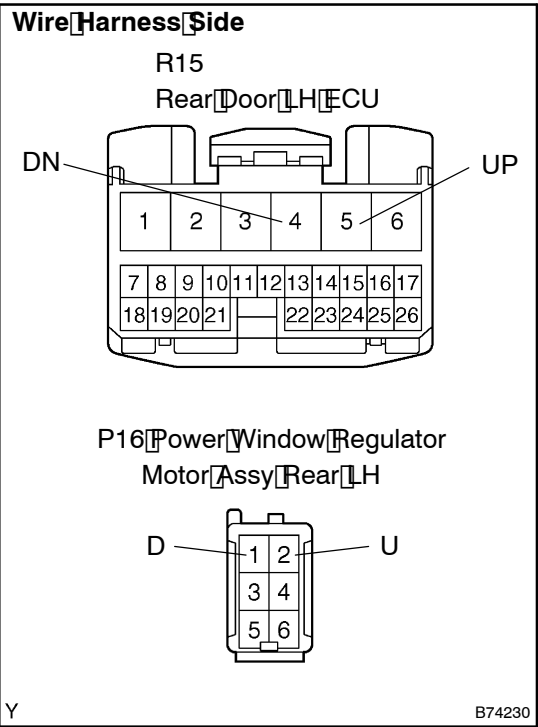 Wire Harness Side
R15
Rear Door LH ECU
DN
UP
1 2 3 4 5 6
7 8 9 10 11 12 13 14 15 16 17
18 19 20 21 22 23 24 25 26
P16 Power Window Regulator
Motor Assy Rear LH
D
U
1 2
3 4
5 6
Y
B74230